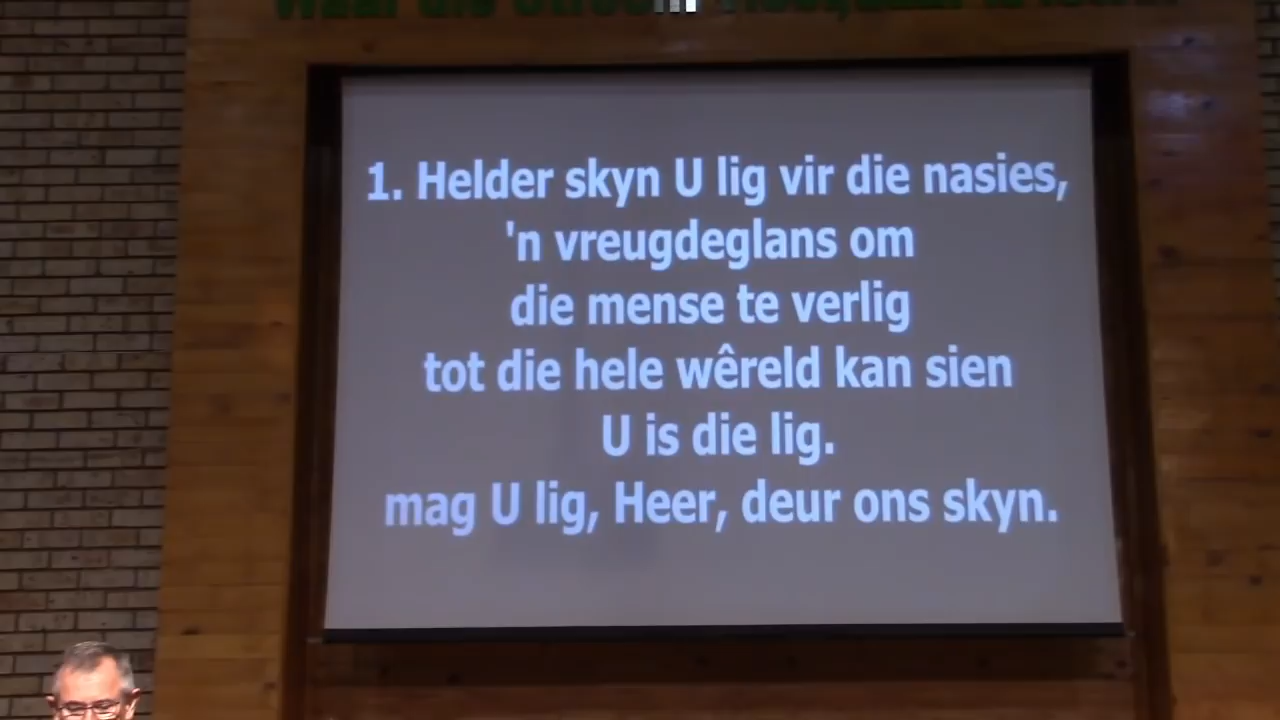 1. Helder skyn U lig vir die nasies,
'n vreugdeglans om
die mense te verlig
tot die hele wêreld kan sien
U is die lig.
mag U lig, Heer, deur ons skyn.